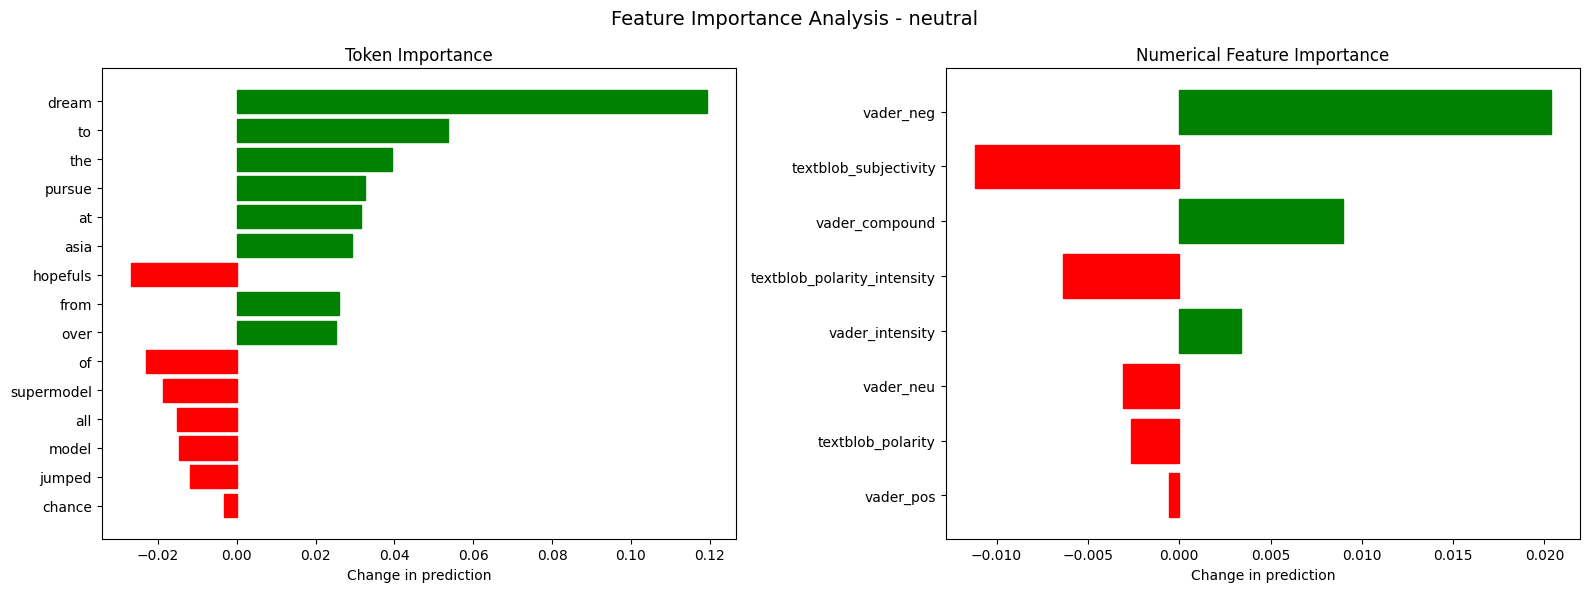 Feature Importance Analysis - neutral
Token Importance
dream
to
the
pursue
at
asia
hopefuls
from
over
of
supermodel
all
model
jumped
chance
−0.02 0.00 0.02 0.04 0.06 0.08 0.10 0.12
Change in prediction
Numerical Feature Importance
vader_neg
textblob_subjectivity
vader_compound
textblob_polarity_intensity
vader_intensity
vader_neu
textblob_polarity
vader_pos
−0.010 −0.005 0.000 0.005 0.010 0.015 0.020
Change in prediction